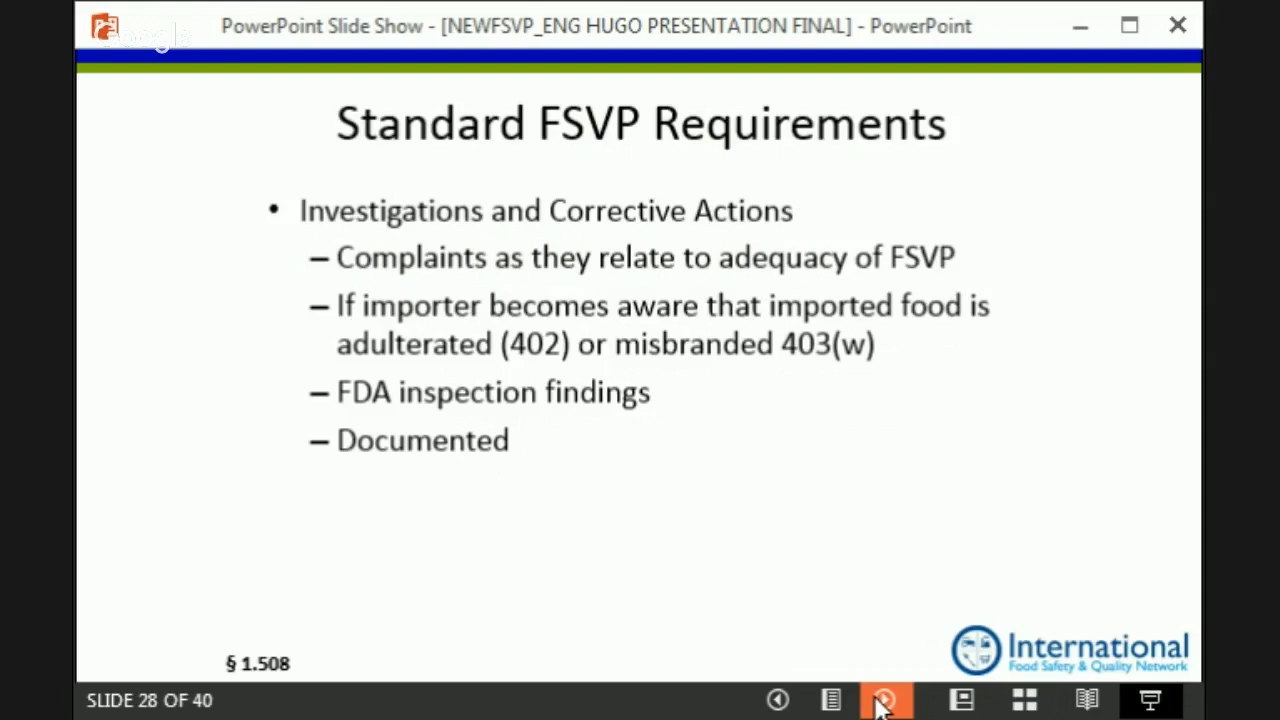 PowerPoint Slide Show - [NEWFSVP_ENG HUGO PRESENTATION FINAL] - PowerPoint
Google
Standard FSVP Requirements
• Investigations and Corrective Actions
– Complaints as they relate to adequacy of FSVP
– If importer becomes aware that imported food is
adulterated (402) or misbranded 403(w)
– FDA inspection findings
– Documented
§ 1.508
International
Food Safety & Quality Network
SLIDE 28 OF 40